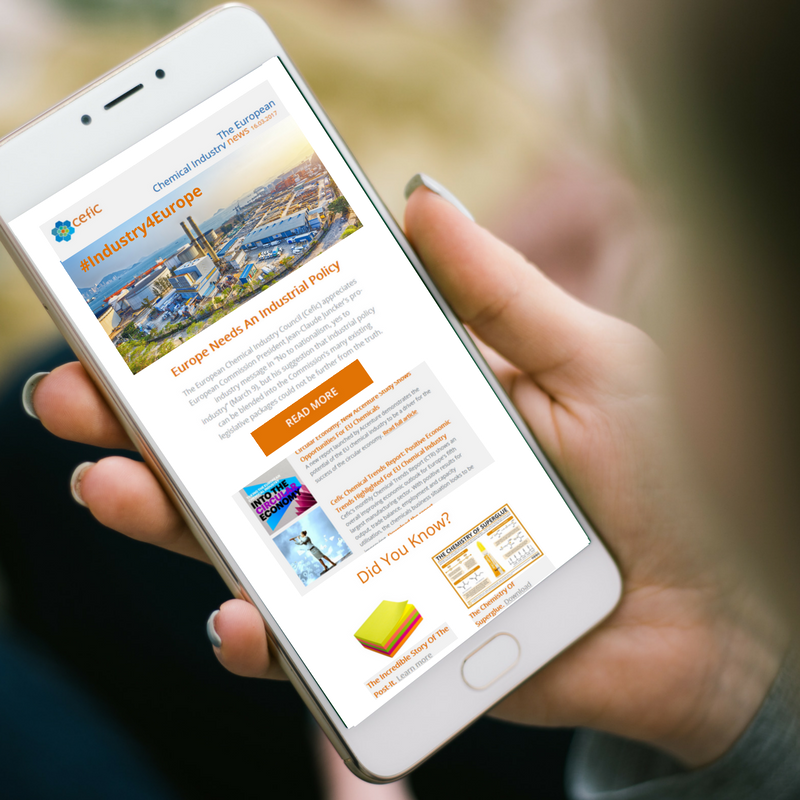 The European
Chemical Industry news 16.03.2017
cefic
#Industry4Europe
Europe Needs An Industrial Policy
The European Chemical Industry Council (Cefic) appreciates
European Commission President Jean-Claude Juncker's pro-
industry message in "No to nationalism, yes to
industry" (March 9), but his suggestion that industrial policy
can be blended into the Commission's many existing
legislative packages could not be further from the truth.
READ MORE
Circular Economy: New Accenture Study Shows
Opportunities For EU Chemicals
A new report launched by Accenture demonstrates the
potential of the EU chemical industry to be a driver for the
success of the circular economy. Read full article
INTO THE
CIRCULAR
ECONOMY
Cefic Chemical Trends Report: Positive Economic
Trends Highlighted For EU Chemical Industry
Cefic's monthly Chemical Trends Report (CTR) shows an
overall improving economic outlook for Europe's fifth
largest manufacturing sector. With positive results for
output, trade balance, employment and capacity
utilisation, the chemicals business situation looks to be
Did You Know?
THE CHEMISTRY OF SUPERGLUE
The Incredible Story Of The
Post-It. Learn more
The Chemistry Of
Superglue. Download